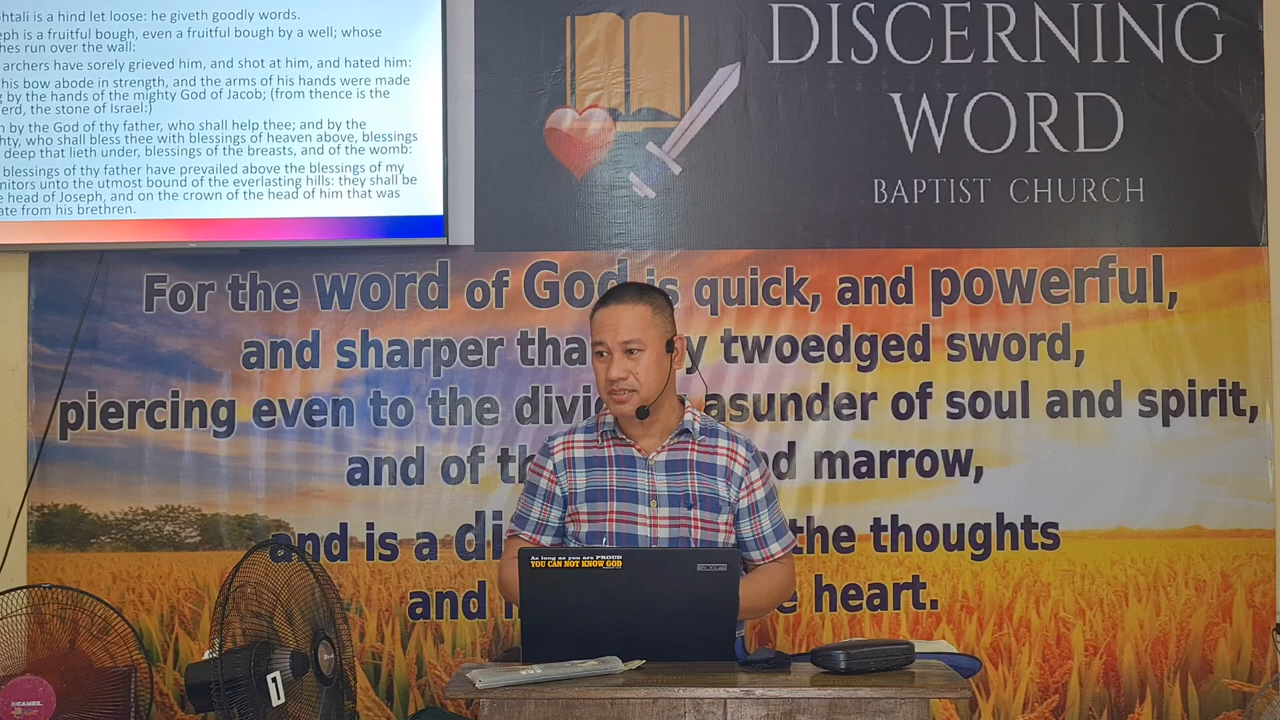 htali is a hind let loose: he giveth goodly words.
eph is a fruitful bough, even a fruitful bough by a well; whose
hes run over the wall:
archers have sorely grieved him, and shot at him, and hated him:
his bow abode in strength, and the arms of his hands were made
g by the hands of the mighty God of Jacob; (from thence is the
erd, the stone of Israel:)
n by the God of thy father, who shall help thee; and by the
hty, who shall bless thee with blessings of heaven above, blessings
deep that lieth under, blessings of the breasts, and of the womb:
blessings of thy father have prevailed above the blessings of my
nitors unto the utmost bound of the everlasting hills: they shall be
e head of Joseph, and on the crown of the head of him that was
ate from his brethren.
DISCERNING
WORD
BAPTIST CHURCH
For the word of God is quick, and powerful,
and sharper tha y twoedged sword,
piercing even to the divi asunder of soul and spirit,
and of th d marrow,
and is a di the thoughts
and i e heart.
As long as you are PROUD
YOU CAN NOT KNOW GOD
1
CAMEL